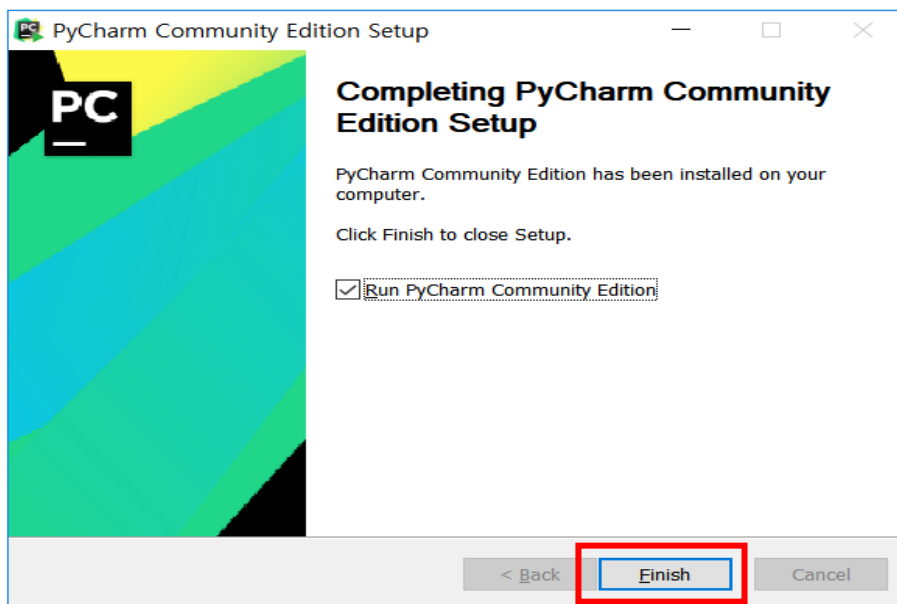 PyCharm Community Edition Setup
PC
Completing PyCharm Community
Edition Setup
PyCharm Community Edition has been installed on your
computer.
Click Finish to close Setup.
Run PyCharm Community Edition
< Back
Finish
Cancel